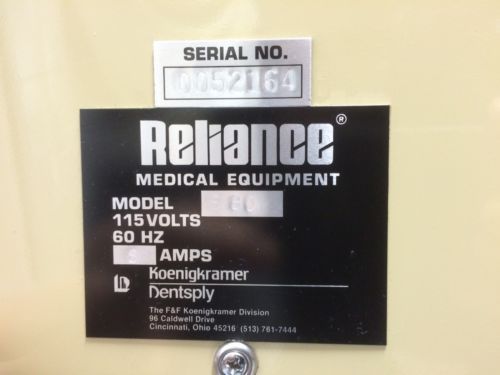 SERIAL NO.
0052164
Reliance®
MEDICAL EQUIPMENT
MODEL
115 VOLTS
60 HZ
AMPS
Koenigkramer
Dentsply
The F&F Koenigkramer Division
96 Caldwell Drive
Cincinnati, Ohio 45216 (513) 761-7444